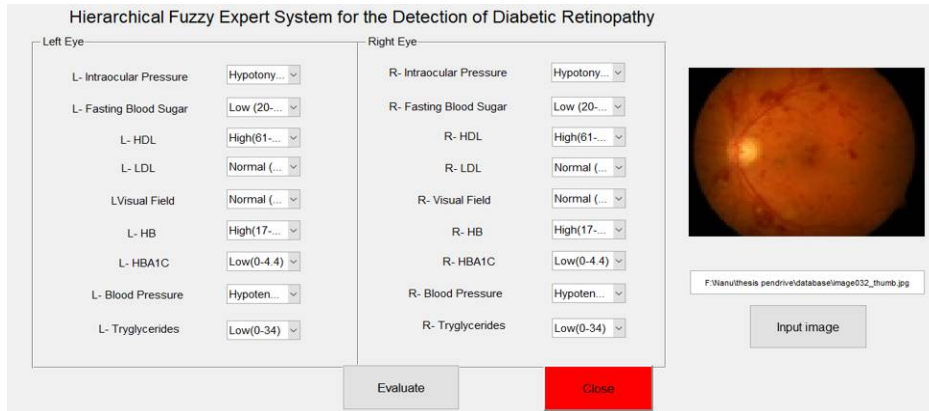 Hierarchical Fuzzy Expert System for the Detection of Diabetic Retinopathy
Left Eye
L- Intraocular Pressure Hypotony...
L- Fasting Blood Sugar Low (20-...
L- HDL High(61-...
L- LDL Normal (...
LVisual Field Normal (...
L- HB High(17-...
L- HBA1C Low(0-4.4)
L- Blood Pressure Hypoten...
L- Tryglycerides Low(0-34)
Right Eye
R- Intraocular Pressure Hypotony...
R- Fasting Blood Sugar Low (20-...
R- HDL High(61-...
R- LDL Normal (...
R- Visual Field Normal (...
R- HB High(17-...
R- HBA1C Low(0-4.4)
R- Blood Pressure Hypoten...
R- Tryglycerides Low(0-34)
F:\Nanu\thesis pendrive\database\image032_thumb.jpg
Input image
Evaluate
Close